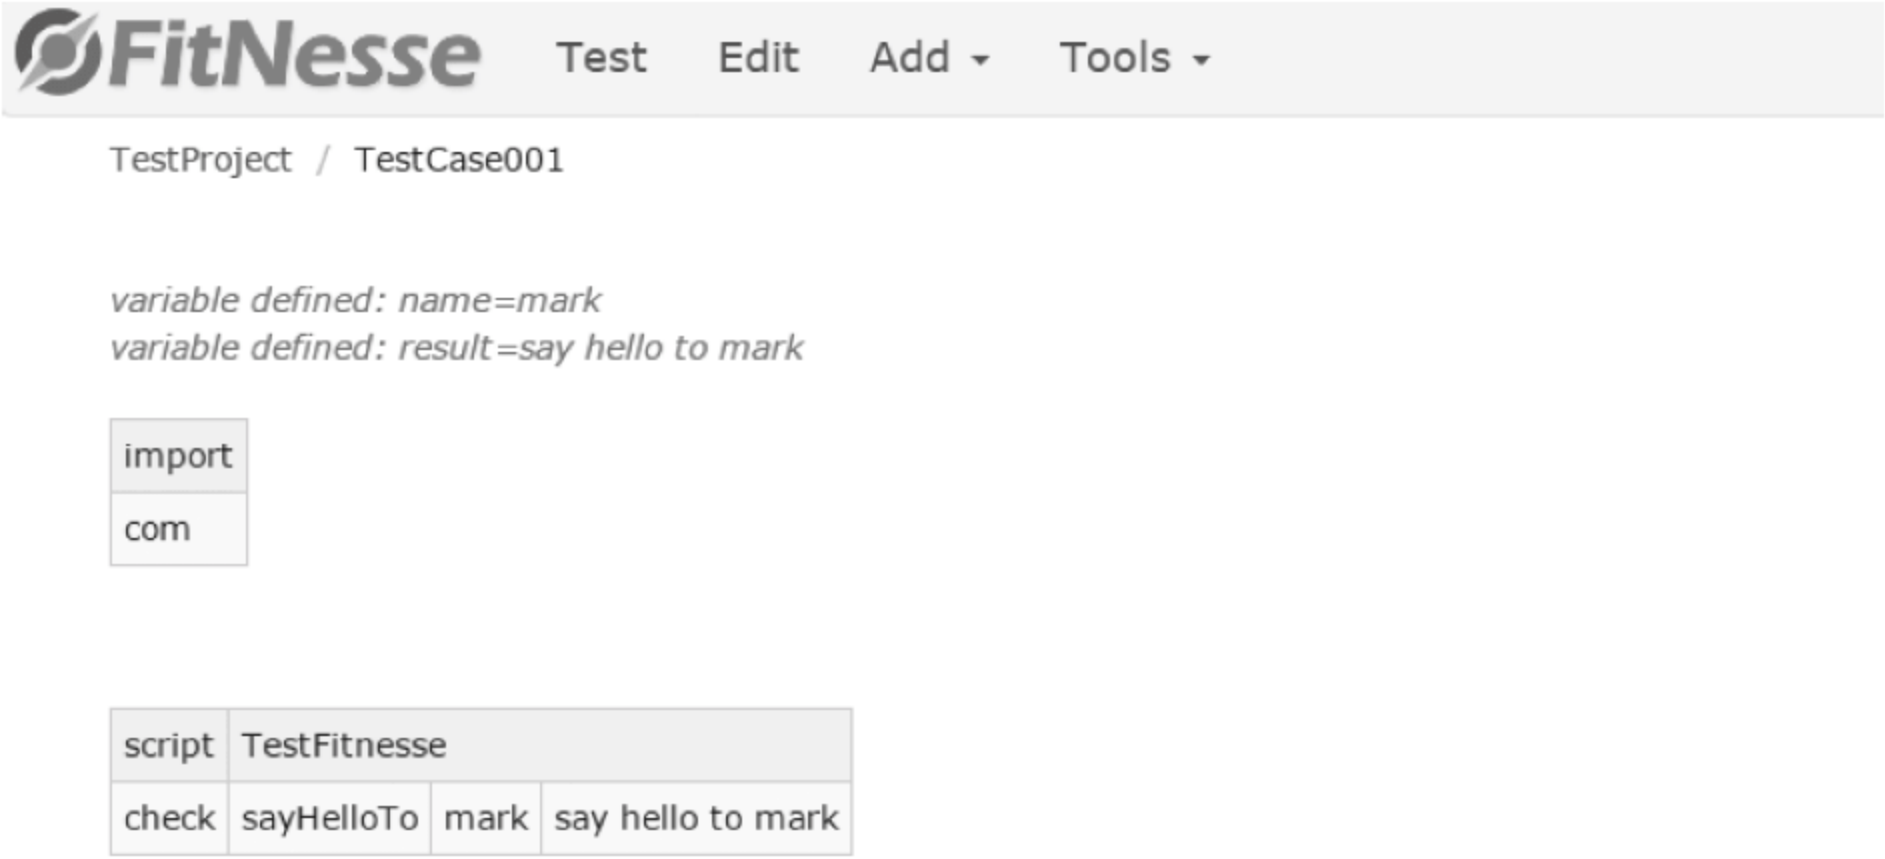 FitNesse Test Edit Add Tools
TestProject / TestCase001
variable defined: name=mark
variable defined: result=say hello to mark
import
com
script TestFitnesse
check sayHelloTo mark say hello to mark